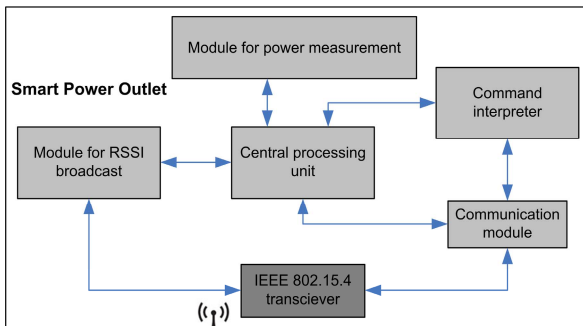 Module for power measurement
Smart Power Outlet
Command
interpreter
Module for RSSI
broadcast
Central processing
unit
Communication
module
IEEE 802.15.4
transciever